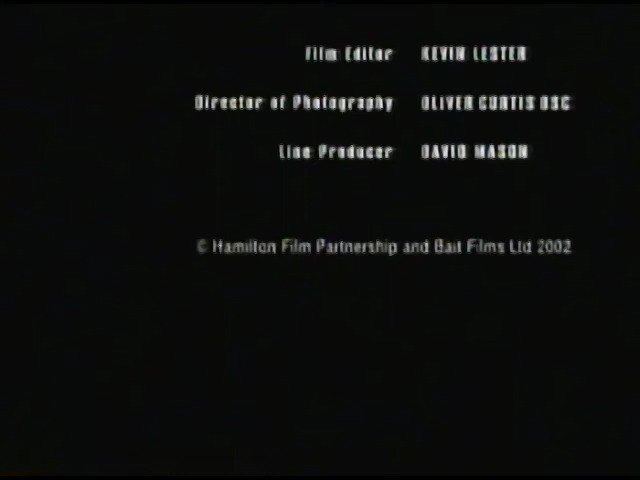 Film Editor KEVIN LESTER
Director of Photography OLIVER CURTIS BSC
Line Producer DAVID MASON
© Hamilton Film Partnership and Bait Films Ltd 2002